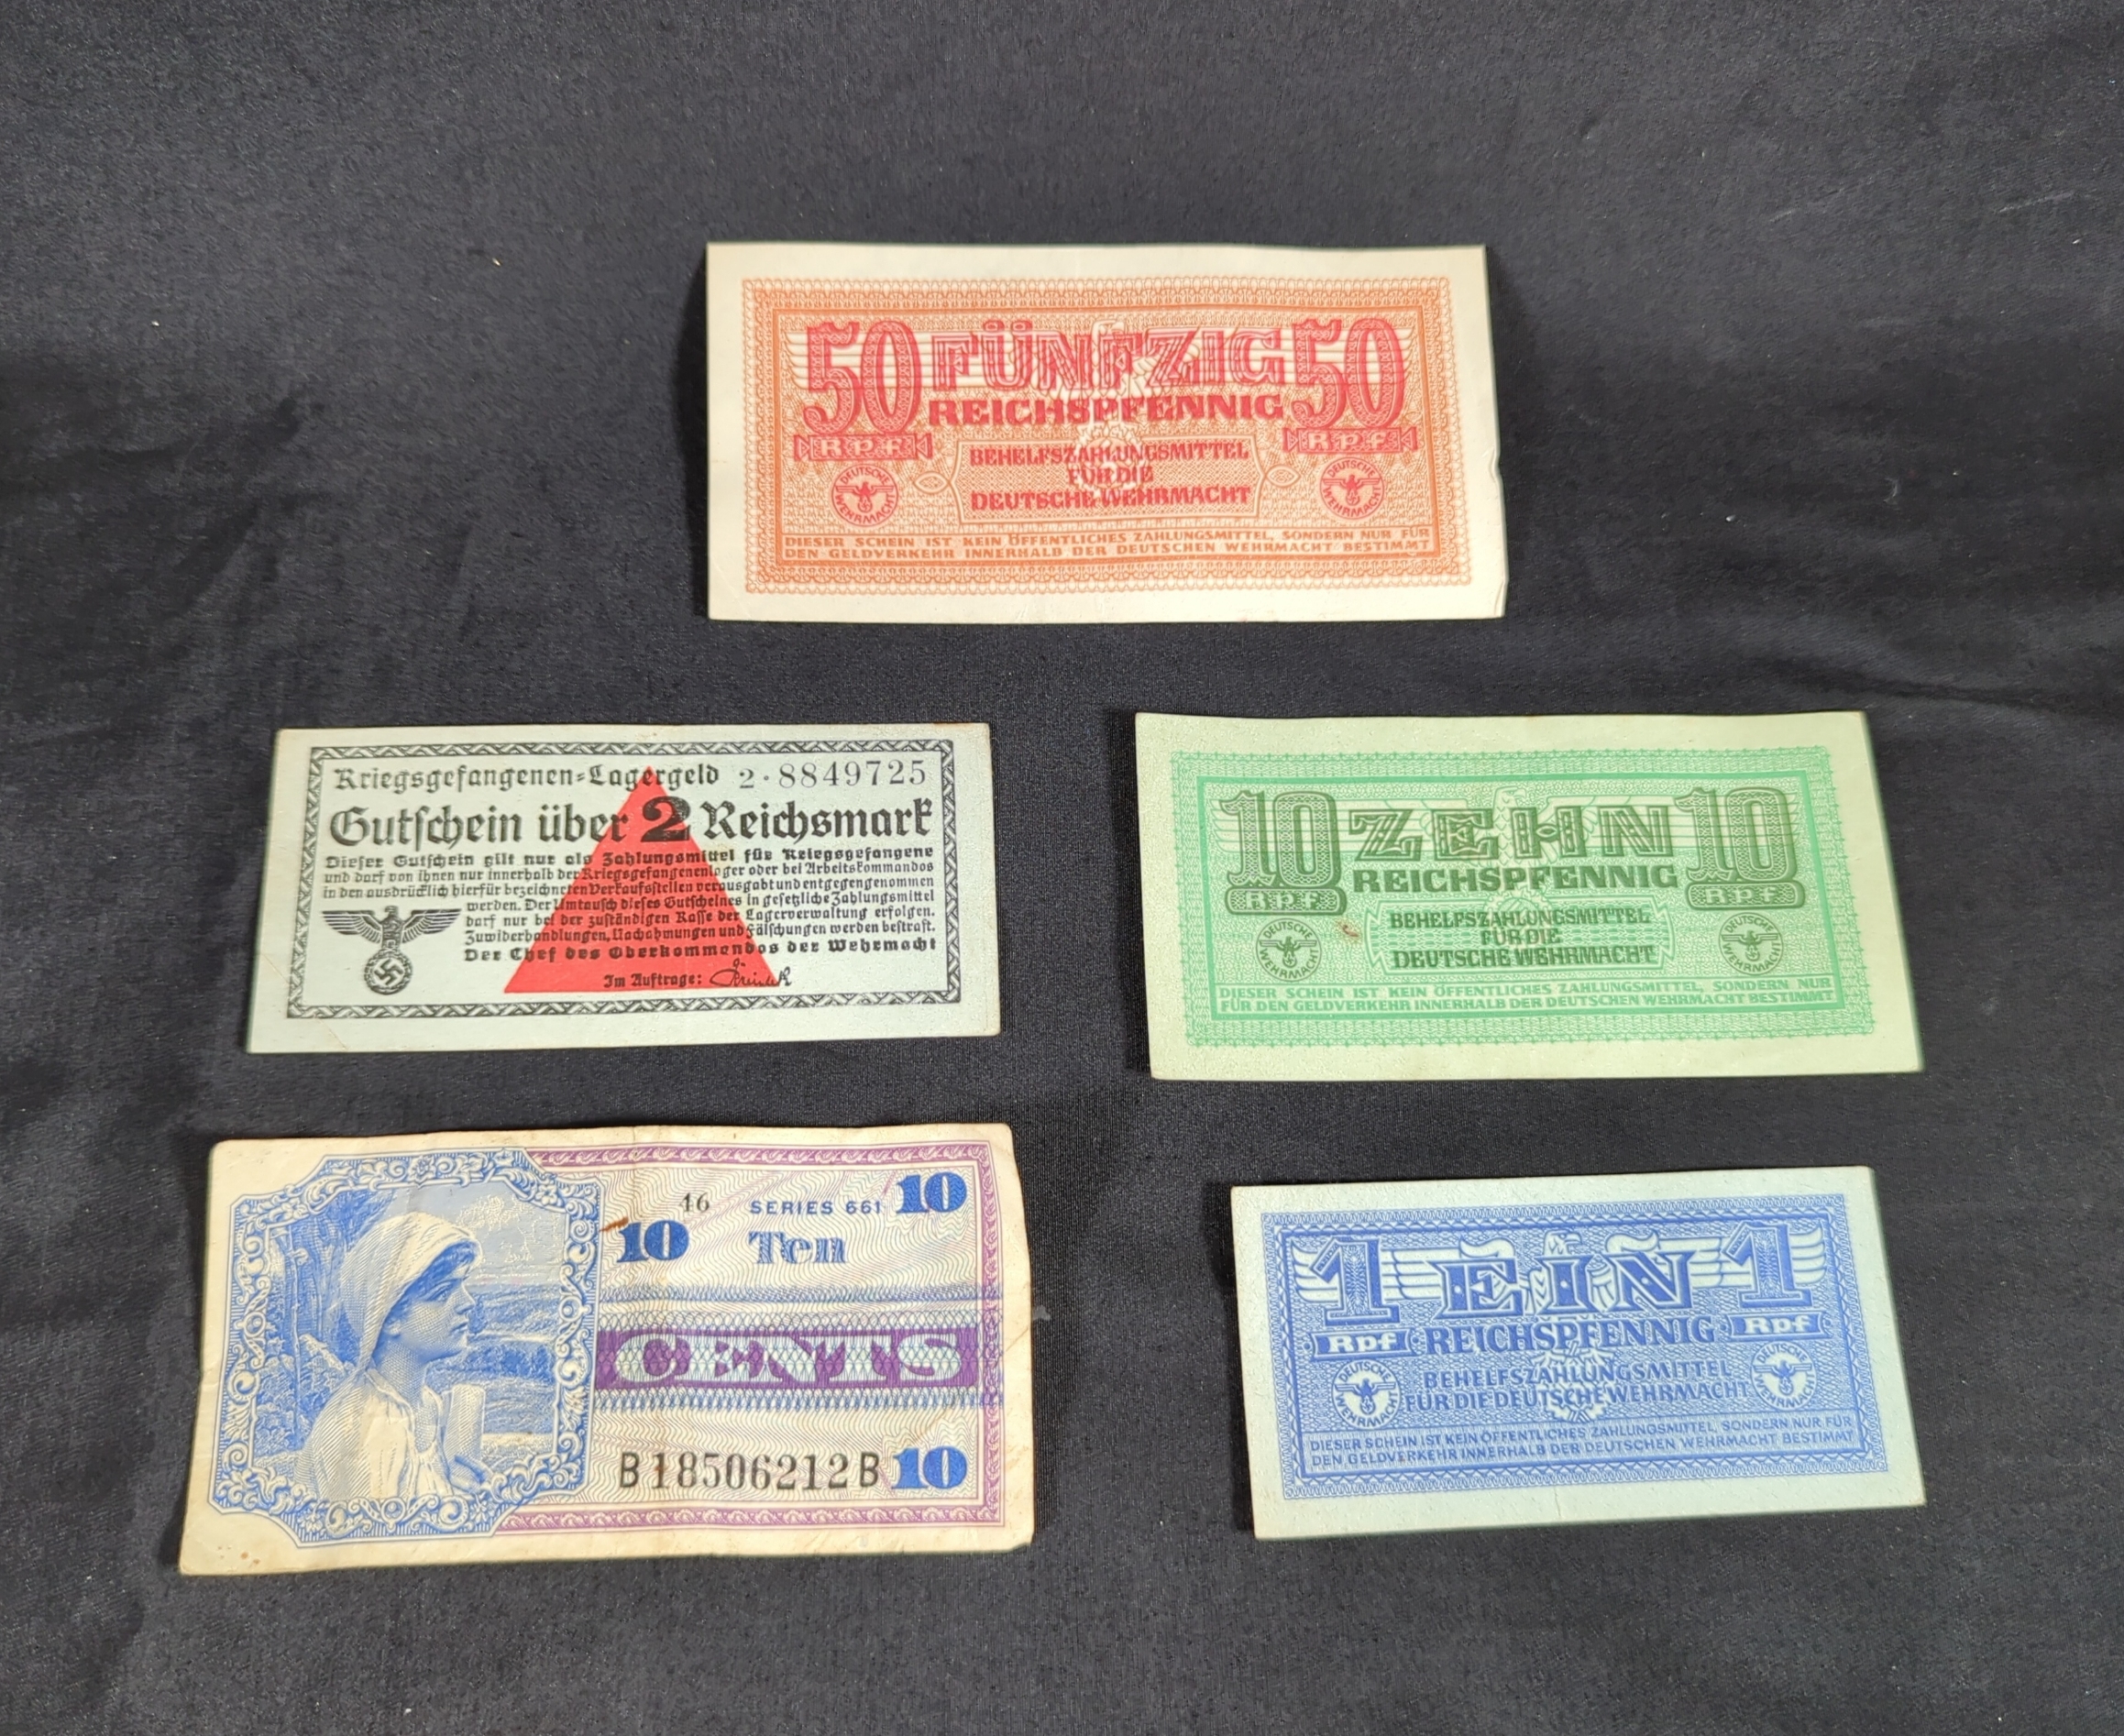 50 FÜNFZIG 50
REICHSPFENNIG
Rpf Rpf
BEHELFSZAHLUNGSMITTEL
FÜR DIE
DEUTSCHE WEHRMACHT
DEUTSCHE WEHRMACHT
DEUTSCHE WEHRMACHT
DIESER SCHEIN IST KEIN ÖFFENTLICHES ZAHLUNGSMITTEL, SONDERN NUR FÜR
DEN GELDVERKEHR INNERHALB DER DEUTSCHEN WEHRMACHT BESTIMMT
Kriegsgefangenen-Lagergeld 2·8849725
Gutschein über 2 Reichsmark
Dieser Gutschein gilt nur als Zahlungsmittel für Kriegsgefangene
und darf von ihnen nur innerhalb der Kriegsgefangenenlager oder bei Arbeitskommandos
in den ausdrücklich hierfür bezeichneten Verkaufsstellen verausgabt und entgegengenommen
werden. Der Umtausch dieses Gutscheines in gesetzliche Zahlungsmittel
darf nur bei der zuständigen Kasse der Lagerverwaltung erfolgen.
Zuwiderhandlungen, Nachahmungen und Fälschungen werden bestraft.
Der Chef des Oberkommandos der Wehrmacht
Im Auftrage:
10 ZEHN 10
REICHSPFENNIG
Rpf Rpf
BEHELFSZAHLUNGSMITTEL
FÜR DIE
DEUTSCHE WEHRMACHT
DEUTSCHE WEHRMACHT
DEUTSCHE WEHRMACHT
DIESER SCHEIN IST KEIN ÖFFENTLICHES ZAHLUNGSMITTEL, SONDERN NUR
FÜR DEN GELDVERKEHR INNERHALB DER DEUTSCHEN WEHRMACHT BESTIMMT
46 SERIES 661 10
10 Ten
CENTS
B18506212B 10
1 EIN 1
Rpf · REICHSPFENNIG · Rpf
BEHELFSZAHLUNGSMITTEL
FÜR DIE DEUTSCHE WEHRMACHT
DEUTSCHE WEHRMACHT
DEUTSCHE WEHRMACHT
DIESER SCHEIN IST KEIN ÖFFENTLICHES ZAHLUNGSMITTEL, SONDERN NUR FÜR
DEN GELDVERKEHR INNERHALB DER DEUTSCHEN WEHRMACHT BESTIMMT